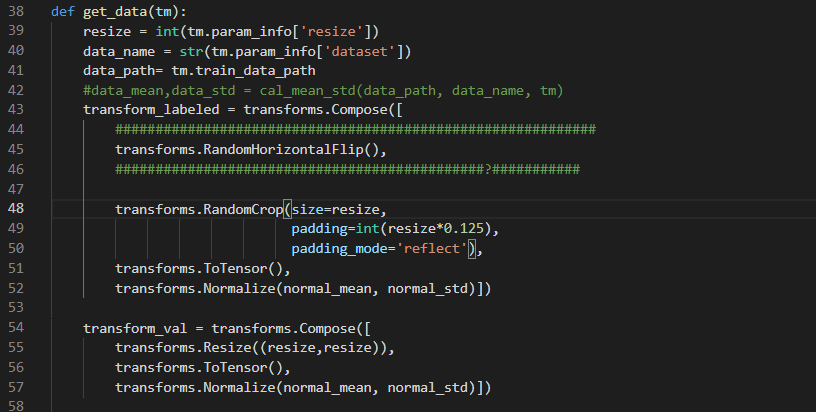 38 def get_data(tm):
39     resize = int(tm.param_info['resize'])
40     data_name = str(tm.param_info['dataset'])
41     data_path= tm.train_data_path
42     #data_mean,data_std = cal_mean_std(data_path, data_name, tm)
43     transform_labeled = transforms.Compose([
44         ############################################################
45         transforms.RandomHorizontalFlip(),
46         ##############################################?###########
47
48         transforms.RandomCrop(size=resize,
49                               padding=int(resize*0.125),
50                               padding_mode='reflect'),
51         transforms.ToTensor(),
52         transforms.Normalize(normal_mean, normal_std)])
53
54     transform_val = transforms.Compose([
55         transforms.Resize((resize,resize)),
56         transforms.ToTensor(),
57         transforms.Normalize(normal_mean, normal_std)])
58